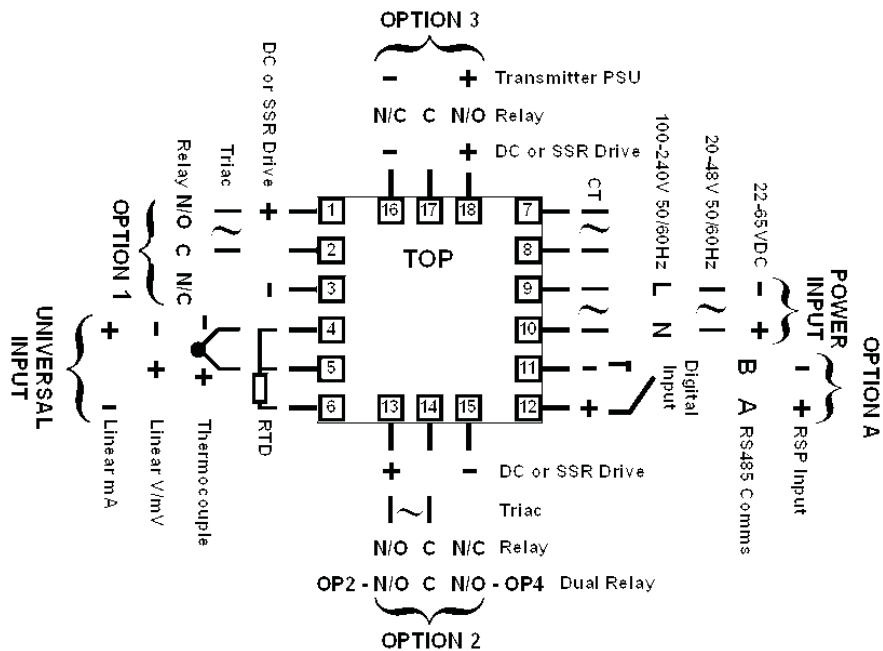 OPTION 3
- + Transmitter PSU
N/C C N/O Relay
- + DC or SSR Drive
16 17 18
TOP
1
2
3
4
5
6
7
8
9
10
11
12
13 14 15
+ - DC or SSR Drive
~ Triac
N/O C N/C Relay
OP2 - N/O C N/O - OP4 Dual Relay
OPTION 2
DC or SSR Drive
+ -
Triac
~
Relay N/O C N/C
OPTION 1
UNIVERSAL
INPUT
+ - Linear mA
- + Linear V/mV
- + Thermocouple
RTD
CT
~
~
- +
Digital
Input
100-240V 50/60Hz L N
20-48V 50/60Hz
~
22-65VDC - +
POWER
INPUT
B A RS485 Comms
- + RSP Input
OPTION A